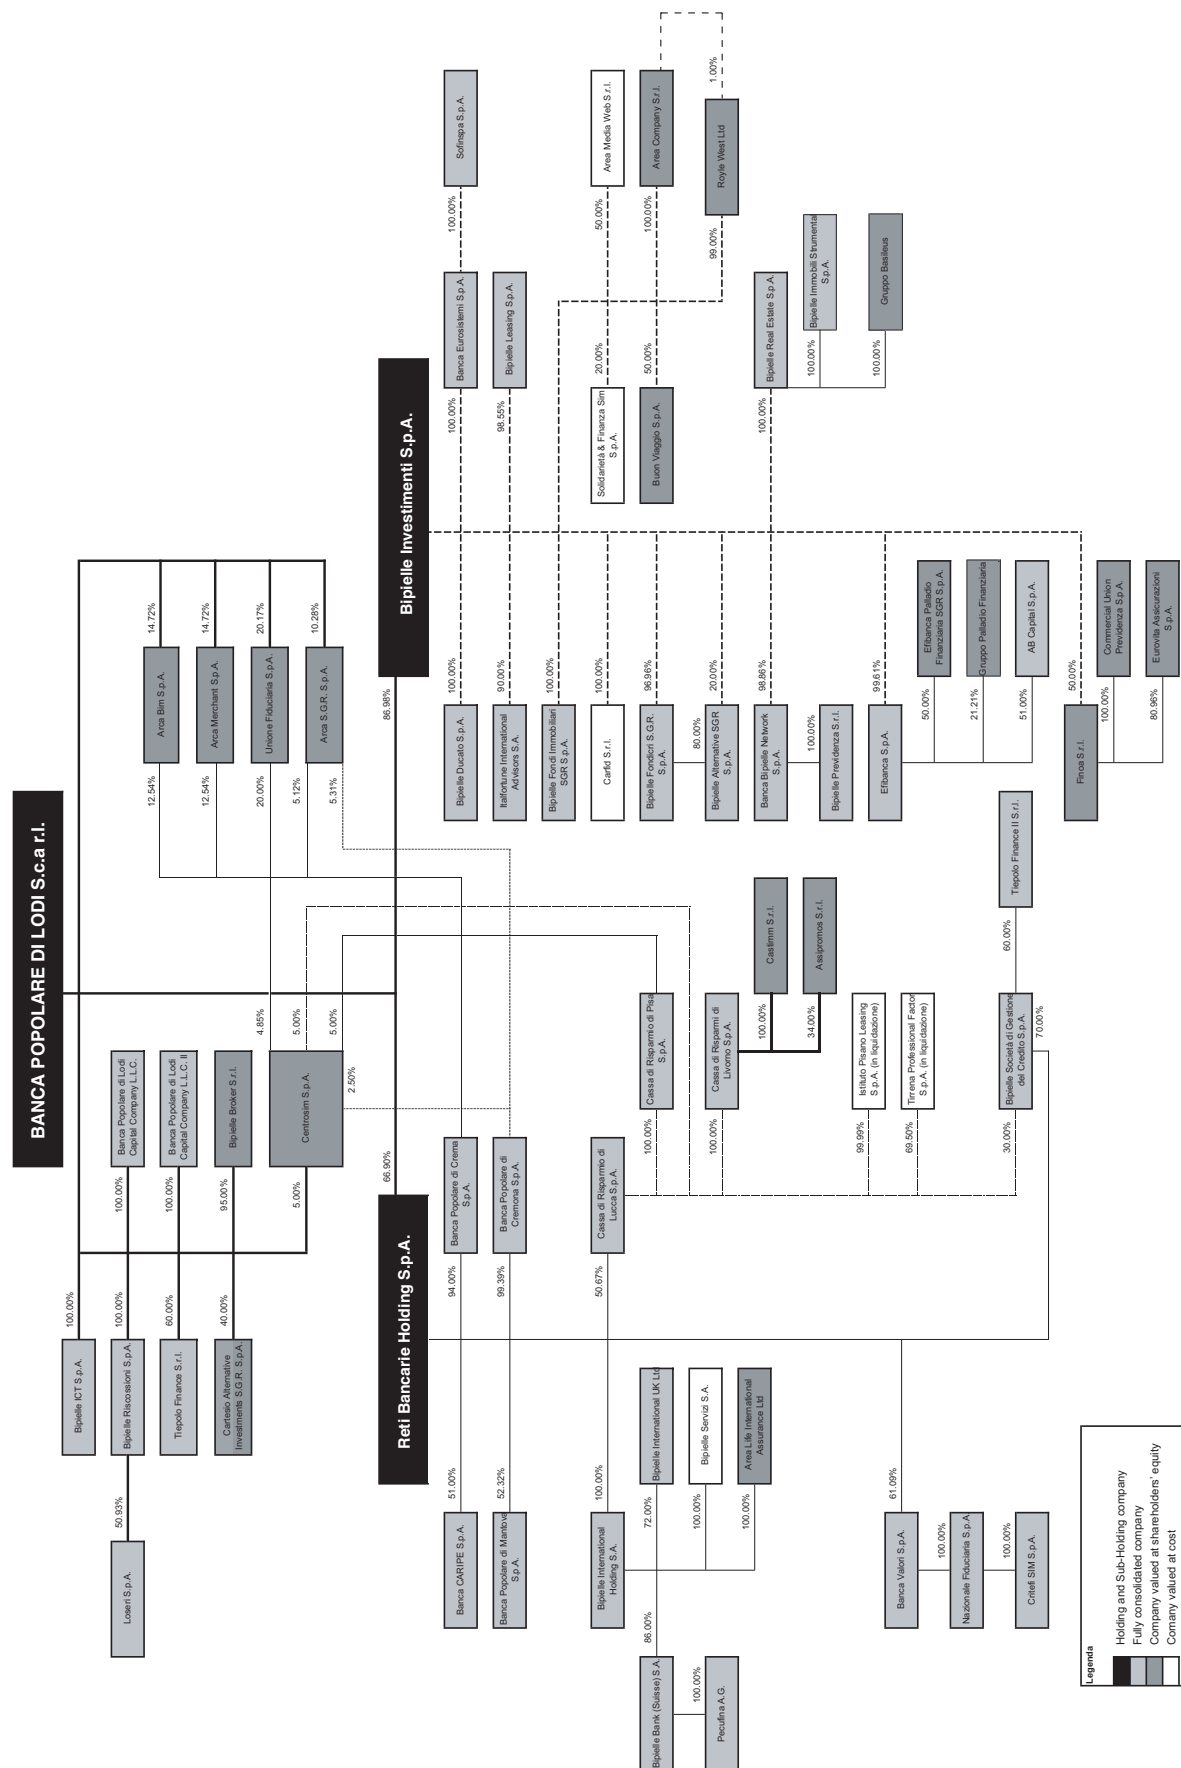 BANCA POPOLARE DI LODI S.c.a r.l.
Bipielle ICT S.p.A.
100.00%
Loseri S.p.A.
50.93%
Bipielle Riscossioni S.p.A.
100.00%
100.00%
Banca Popolare di Lodi
Capital Company L.L.C.
Tiepolo Finance S.r.l.
60.00%
100.00%
Banca Popolare di Lodi
Capital Company L.L.C. II
Cartesio Alternative
Investments S.G.R. S.p.A.
40.00%
95.00%
Bipielle Broker S.r.l.
5.00%
Centrosim S.p.A.
4.85%
5.00%
5.00%
2.50%
12.54%
Arca Bim S.p.A.
14.72%
12.54%
Arca Merchant S.p.A.
14.72%
20.00%
Unione Fiduciaria S.p.A.
20.17%
5.12%
5.31%
Arca S.G.R. S.p.A.
10.28%
Reti Bancarie Holding S.p.A.
66.90%
86.98%
Bipielle Investimenti S.p.A.
Banca CARIPE S.p.A.
51.00%
94.00%
Banca Popolare di Crema
S.p.A.
Banca Popolare di Mantova
S.p.A.
52.32%
99.39%
Banca Popolare di
Cremona S.p.A.
Bipielle International
Holding S.A.
100.00%
50.67%
Cassa di Risparmio di
Lucca S.p.A.
Bipielle Bank (Suisse) S.A.
86.00%
72.00%
Bipielle International UK Ltd
100.00%
Pecufina A.G.
100.00%
Bipielle Servizi S.A.
100.00%
Area Life International
Assurance Ltd
100.00%
Cassa di Risparmio di Pisa
S.p.A.
100.00%
Cassa di Risparmi di
Livorno S.p.A.
100.00%
Castimm S.r.l.
34.00%
Assipromos S.r.l.
99.99%
Istituto Pisano Leasing
S.p.A. (in liquidazione)
69.50%
Tirrena Professional Factor
S.p.A. (in liquidazione)
30.00%
Bipielle Società di Gestione
del Credito S.p.A.
70.00%
60.00%
Tiepolo Finance II S.r.l.
Banca Valori S.p.A.
61.09%
100.00%
Nazionale Fiduciaria S.p.A.
100.00%
Critefi SIM S.p.A.
Bipielle Ducato S.p.A.
100.00%
100.00%
Banca Eurosistemi S.p.A.
100.00%
Sofinspa S.p.A.
Italfortune International
Advisors S.A.
90.00%
98.55%
Bipielle Leasing S.p.A.
Bipielle Fondi Immobiliari
SGR S.p.A.
100.00%
99.00%
Royle West Ltd
1.00%
Carfid S.r.l.
100.00%
Solidarietà & Finanza Sim
S.p.A.
20.00%
50.00%
Area Media Web S.r.l.
Bipielle Fondicri S.G.R.
S.p.A.
96.96%
Buon Viaggio S.p.A.
50.00%
100.00%
Area Company S.r.l.
80.00%
Bipielle Alternative SGR
S.p.A.
20.00%
Banca Bipielle Network
S.p.A.
98.86%
100.00%
Bipielle Real Estate S.p.A.
100.00%
Bipielle Previdenza S.r.l.
100.00%
Bipielle Immobili Strumentali
S.p.A.
100.00%
Gruppo Basileus
Efibanca S.p.A.
99.61%
50.00%
Efibanca Palladio
Finanziaria SGR S.p.A.
21.21%
Gruppo Palladio Finanziaria
51.00%
AB Capital S.p.A.
Finoa S.r.l.
50.00%
100.00%
Commercial Union
Previdenza S.p.A.
80.96%
Eurovita Assicurazioni
S.p.A.
Legenda
Holding and Sub-Holding company
Fully consolidated company
Company valued at shareholders' equity
Comany valued at cost